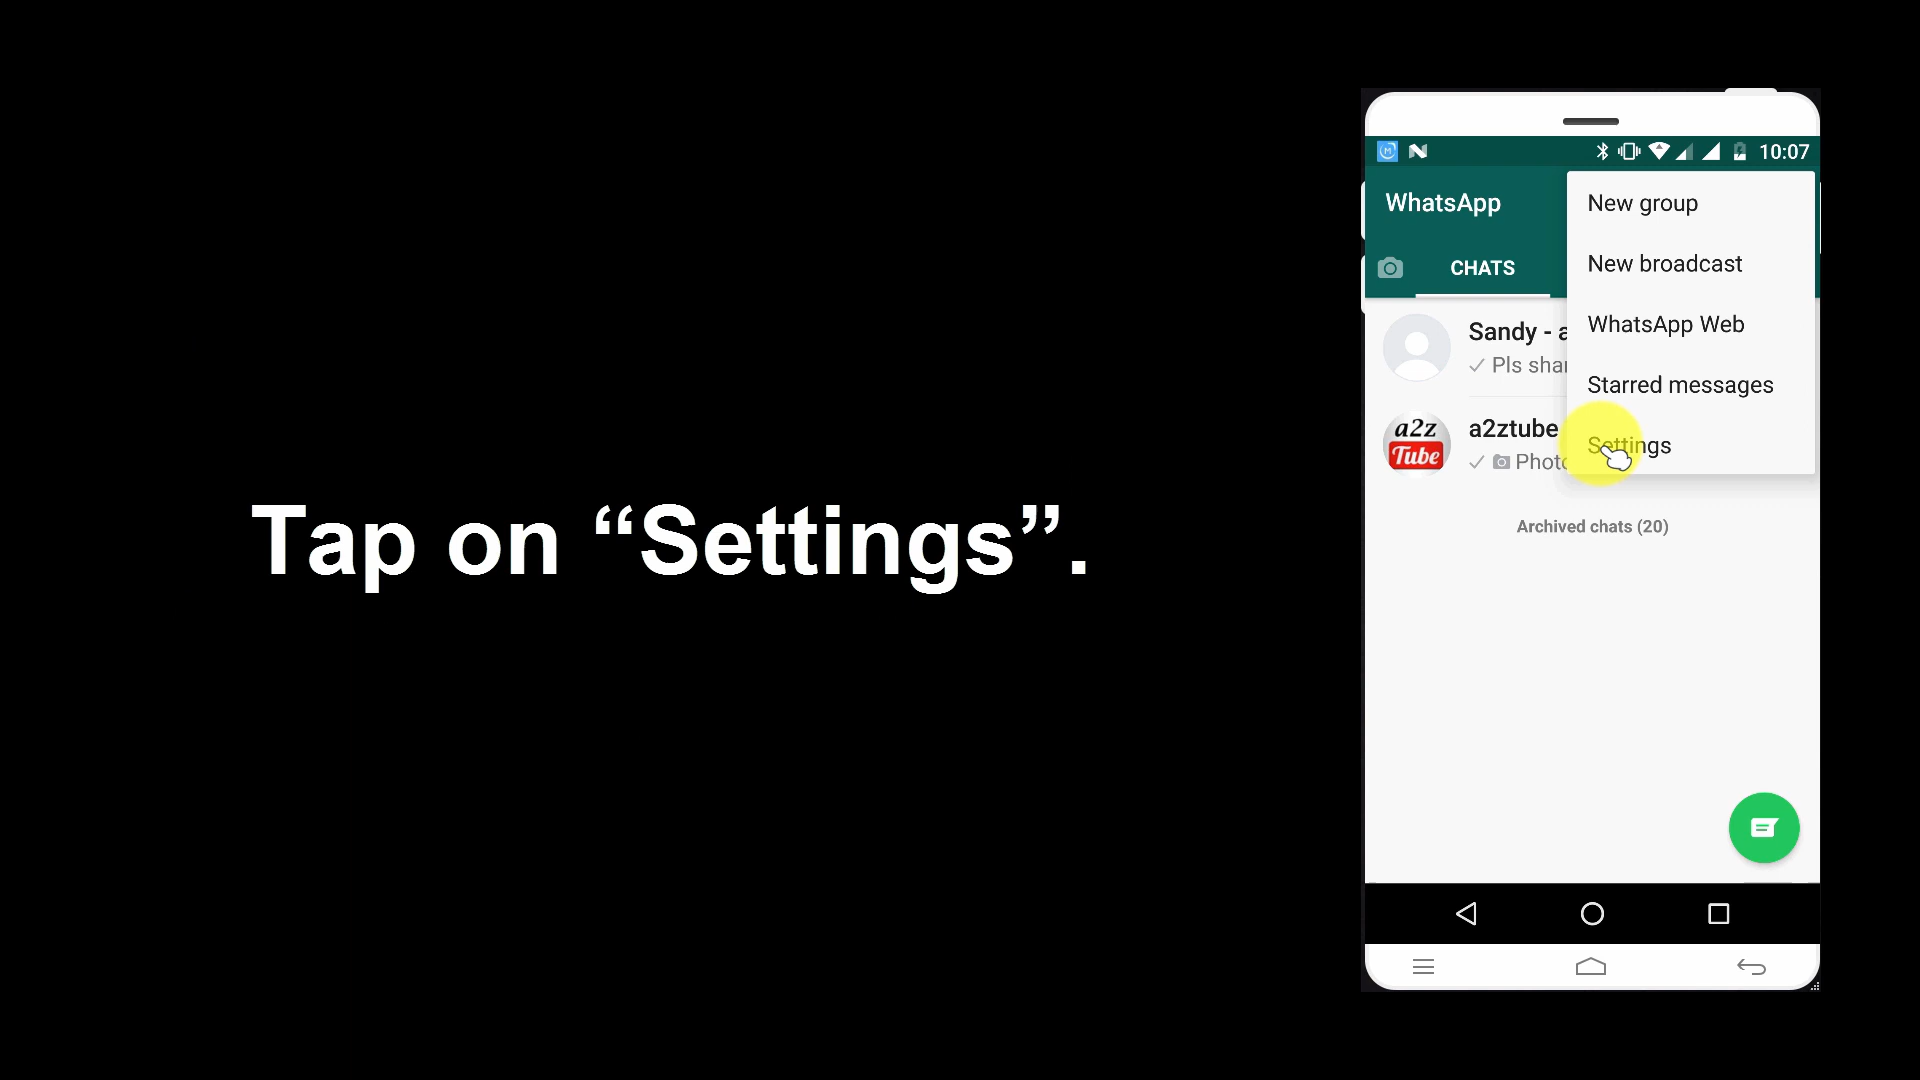 Tap on “Settings”.
10:07
WhatsApp
CHATS
New group
New broadcast
WhatsApp Web
Starred messages
Settings
Sandy - a
Pls shar
a2z
Tube
a2ztube
Photo
Archived chats (20)